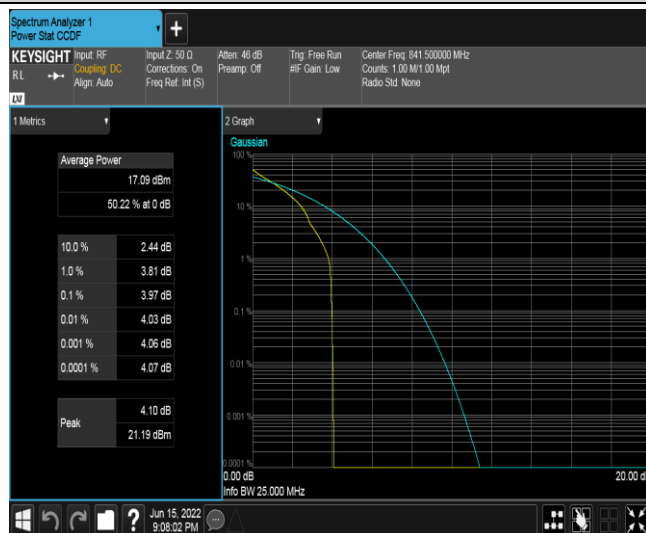 Spectrum Analyzer 1
Power Stat CCDF
+
KEYSIGHT
RL
LXI
Input: RF
Coupling: DC
Align: Auto
Input Z: 50 Ω
Corrections: On
Freq Ref: Int (S)
Atten: 46 dB
Preamp: Off
Trig: Free Run
#IF Gain: Low
Center Freq: 841.500000 MHz
Counts: 1.00 M/1.00 Mpt
Radio Std: None
1 Metrics
Average Power
17.09 dBm
50.22 % at 0 dB
10.0 % 2.44 dB
1.0 % 3.81 dB
0.1 % 3.97 dB
0.01 % 4.03 dB
0.001 % 4.06 dB
0.0001 % 4.07 dB
Peak
4.10 dB
21.19 dBm
2 Graph
Gaussian
100 %
10 %
1 %
0.1 %
0.01 %
0.001 %
0.0001 %
0.00 dB
20.00 d
Info BW 25.000 MHz
?
Jun 15, 2022
9:08:02 PM